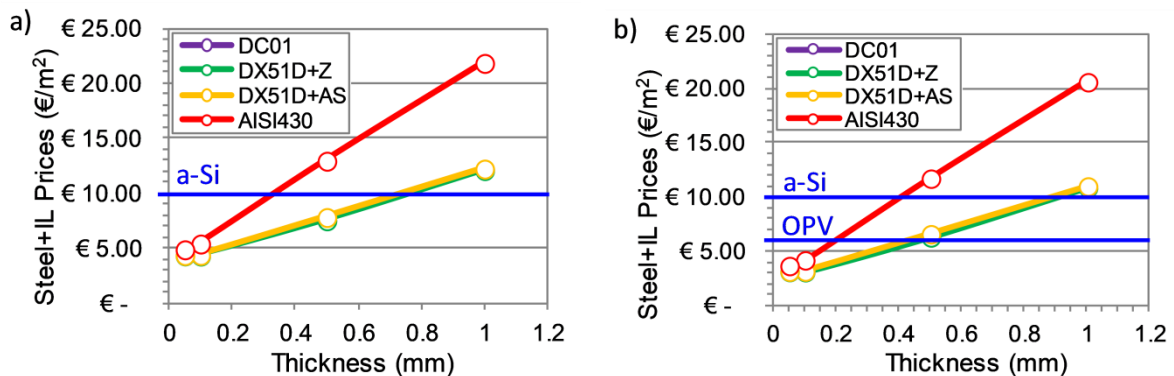 a)
Steel+IL Prices (€/m²)
€ 25.00
€ 20.00
€ 15.00
€ 10.00
€ 5.00
€ -
DC01
DX51D+Z
DX51D+AS
AISI430
a-Si
0 0.2 0.4 0.6 0.8 1 1.2
Thickness (mm)
b)
Steel+IL Prices (€/m²)
€ 25.00
€ 20.00
€ 15.00
€ 10.00
€ 5.00
€ -
DC01
DX51D+Z
DX51D+AS
AISI430
a-Si
OPV
0 0.2 0.4 0.6 0.8 1 1.2
Thickness (mm)